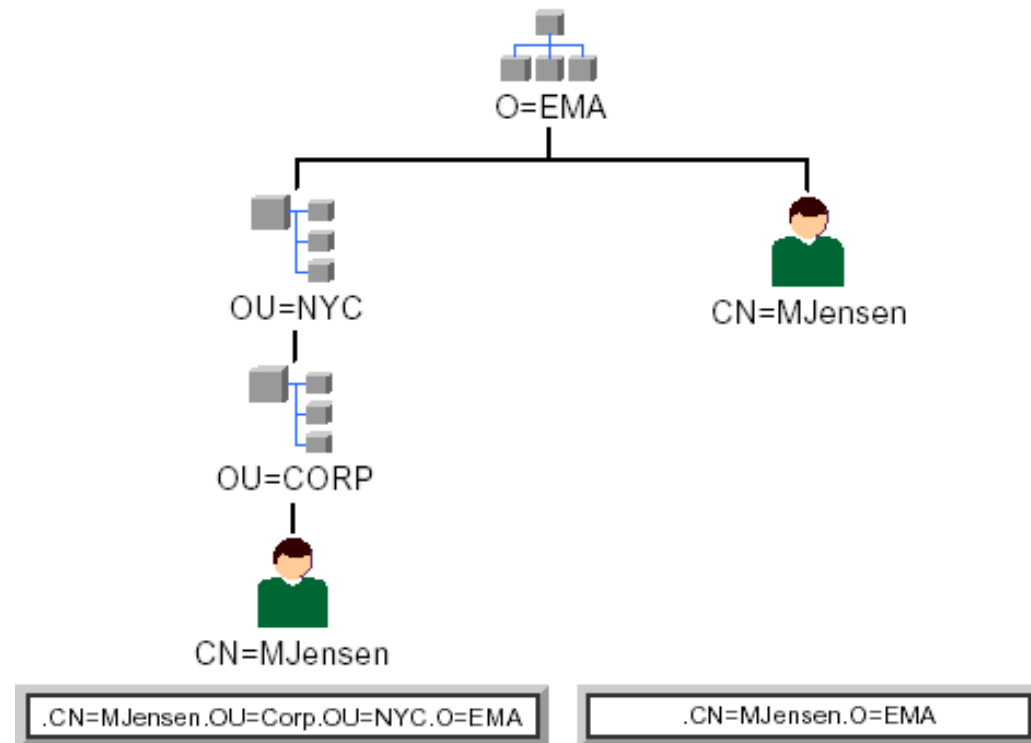 O=EMA
OU=NYC
CN=MJensen
OU=CORP
CN=MJensen
.CN=MJensen.OU=Corp.OU=NYC.O=EMA
.CN=MJensen.O=EMA